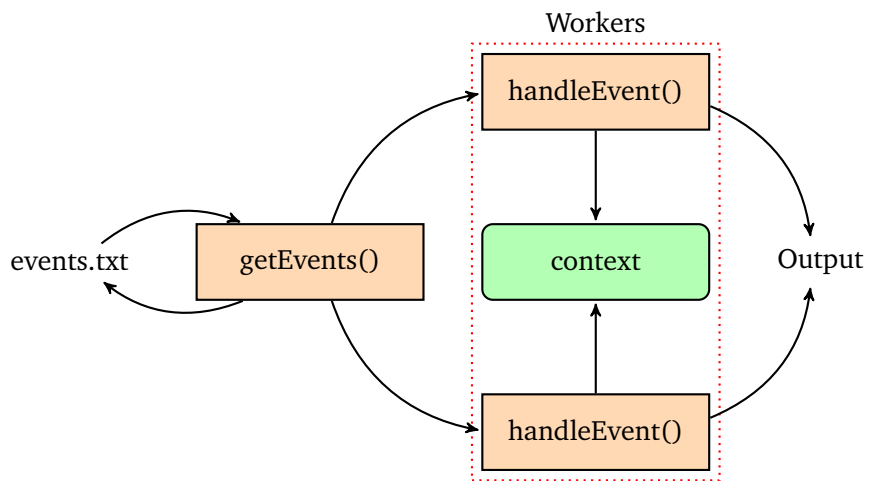 Workers
handleEvent()
events.txt
getEvents()
context
Output
handleEvent()